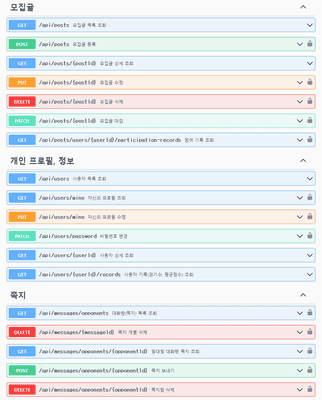 모집글
GET /api/posts 모집글 목록 조회
POST /api/posts 모집글 등록
GET /api/posts/{postId} 모집글 상세 조회
PUT /api/posts/{postId} 모집글 수정
DELETE /api/posts/{postId} 모집글 삭제
PATCH /api/posts/{postId} 모집글 마감
GET /api/posts/users/{userId}/participation-records 참여 기록 조회
개인 프로필, 정보
GET /api/users 사용자 목록 조회
GET /api/users/mine 자신의 프로필 조회
PUT /api/users/mine 자신의 프로필 수정
PATCH /api/users/password 비밀번호 변경
GET /api/users/{userId} 사용자 상세 조회
GET /api/users/{userId}/records 사용자 기록(경기수, 평균점수) 조회
쪽지
GET /api/messages/opponents 대화방(쪽지) 목록 조회
DELETE /api/messages/{messageId} 쪽지 개별 삭제
GET /api/messages/opponents/{opponentId} 일대일 대화방 쪽지 조회
POST /api/messages/opponents/{opponentId} 쪽지 보내기
DELETE /api/messages/opponents/{opponentId} 쪽지함 삭제